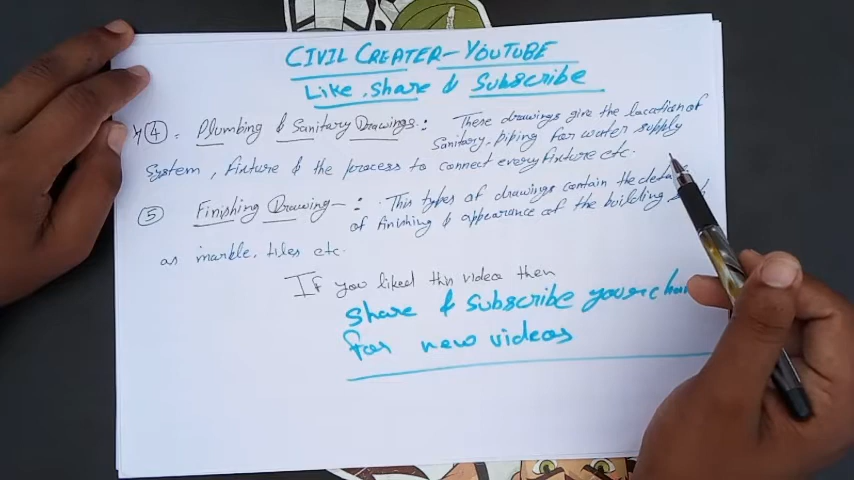 CIVIL CREATER - YOUTUBE
Like, Share & Subscribe
④. Plumbing & Sanitary Drawings: These drawings give the location of
Sanitary, piping for water supply
System, fixture & the process to connect every fixture etc.
⑤ Finishing Drawing - : This types of drawings contain the
of finishing & appearance of the building
as markle, tiles etc.
If you liked this video then
Share & Subscribe
for new videos